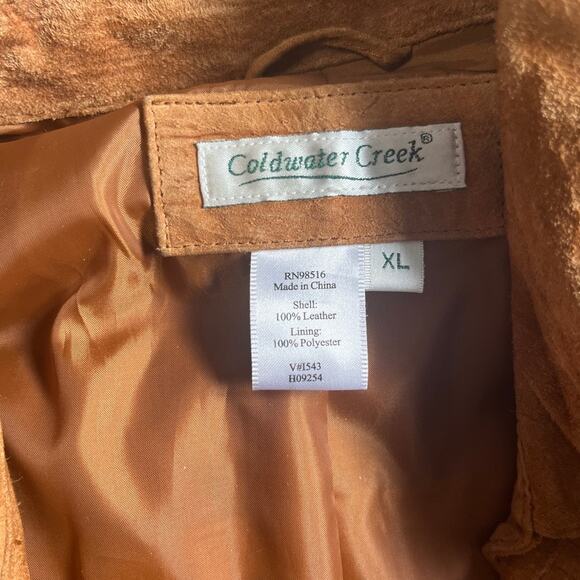 Coldwater Creek®
XL
RN98516
Made in China
Shell:
100% Leather
Lining:
100% Polyester
V#I543
H09254